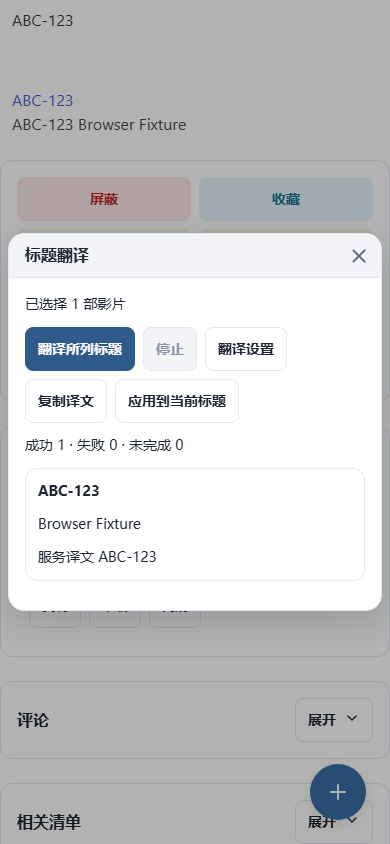 ABC-123
ABC-123
ABC-123 Browser Fixture
屏蔽 收藏
标题翻译
已选择 1 部影片
翻译所列标题 停止 翻译设置
复制译文 应用到当前标题
成功 1 · 失败 0 · 未完成 0
ABC-123
Browser Fixture
服务译文 ABC-123
评论 展开
相关清单 展开